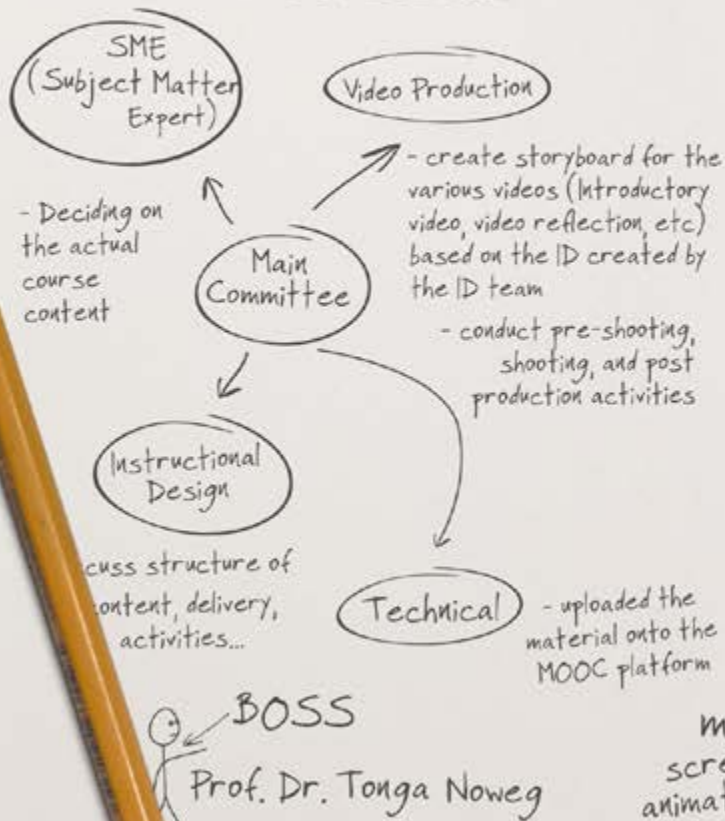 SME
(Subject Matter
Expert)
- Deciding on
the actual
course
content
Video Production
- create storyboard for the
various videos (Introductory
video, video reflection, etc)
based on the ID created by
the ID team
- conduct pre-shooting,
shooting, and post
production activities
Main
Committee
Instructional
Design
structure of
delivery,
activities...
Technical
- uploaded the
material onto the
MOOC platform
BOSS
Prof. Dr. Tonga Noweg